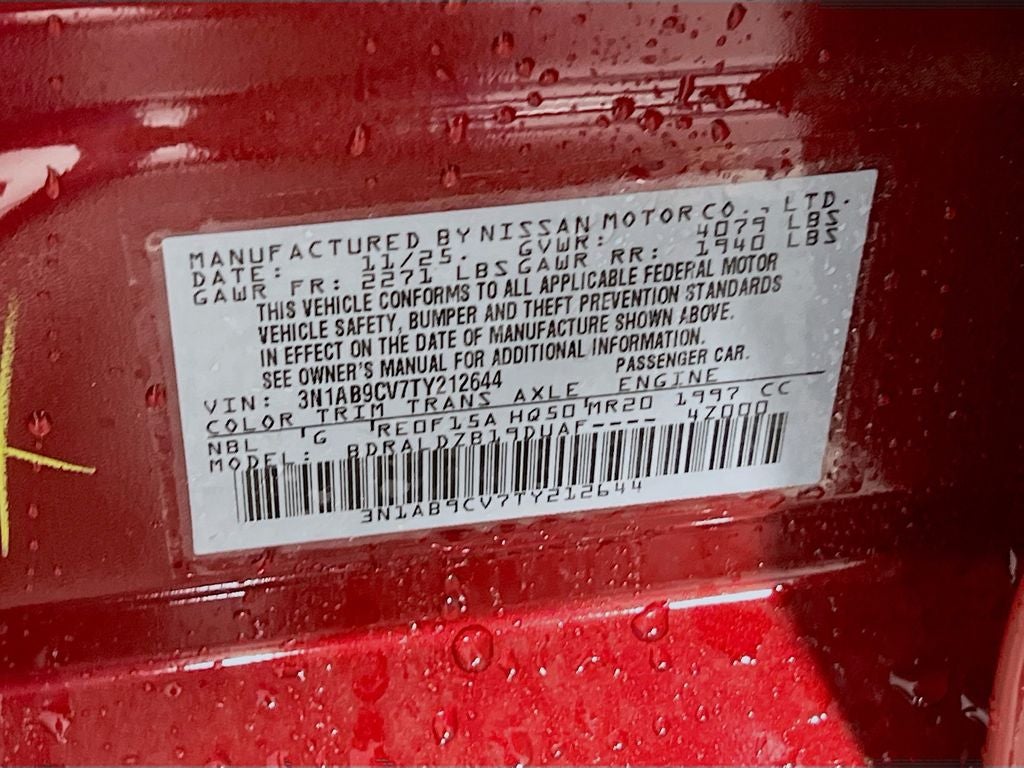 MANUFACTURED BY NISSAN MOTOR CO., LTD.
DATE: 11/25. GVWR: 4079 LBS
GAWR FR: 2271 LBS GAWR RR: 1940 LBS
THIS VEHICLE CONFORMS TO ALL APPLICABLE FEDERAL MOTOR
VEHICLE SAFETY, BUMPER AND THEFT PREVENTION STANDARDS
IN EFFECT ON THE DATE OF MANUFACTURE SHOWN ABOVE.
SEE OWNER'S MANUAL FOR ADDITIONAL INFORMATION.
VIN: 3N1AB9CV7TY212644 PASSENGER CAR.
COLOR TRIM TRANS AXLE ENGINE
NBL G RE0F15A HQ50 MR20 1997 CC
MODEL: BDRALDZB19DUAF---- 47000
3N1AB9CV7TY212644